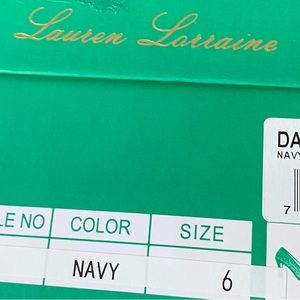 Lauren Lorraine
DA
NAVY
7
LE NO COLOR SIZE
NAVY 6